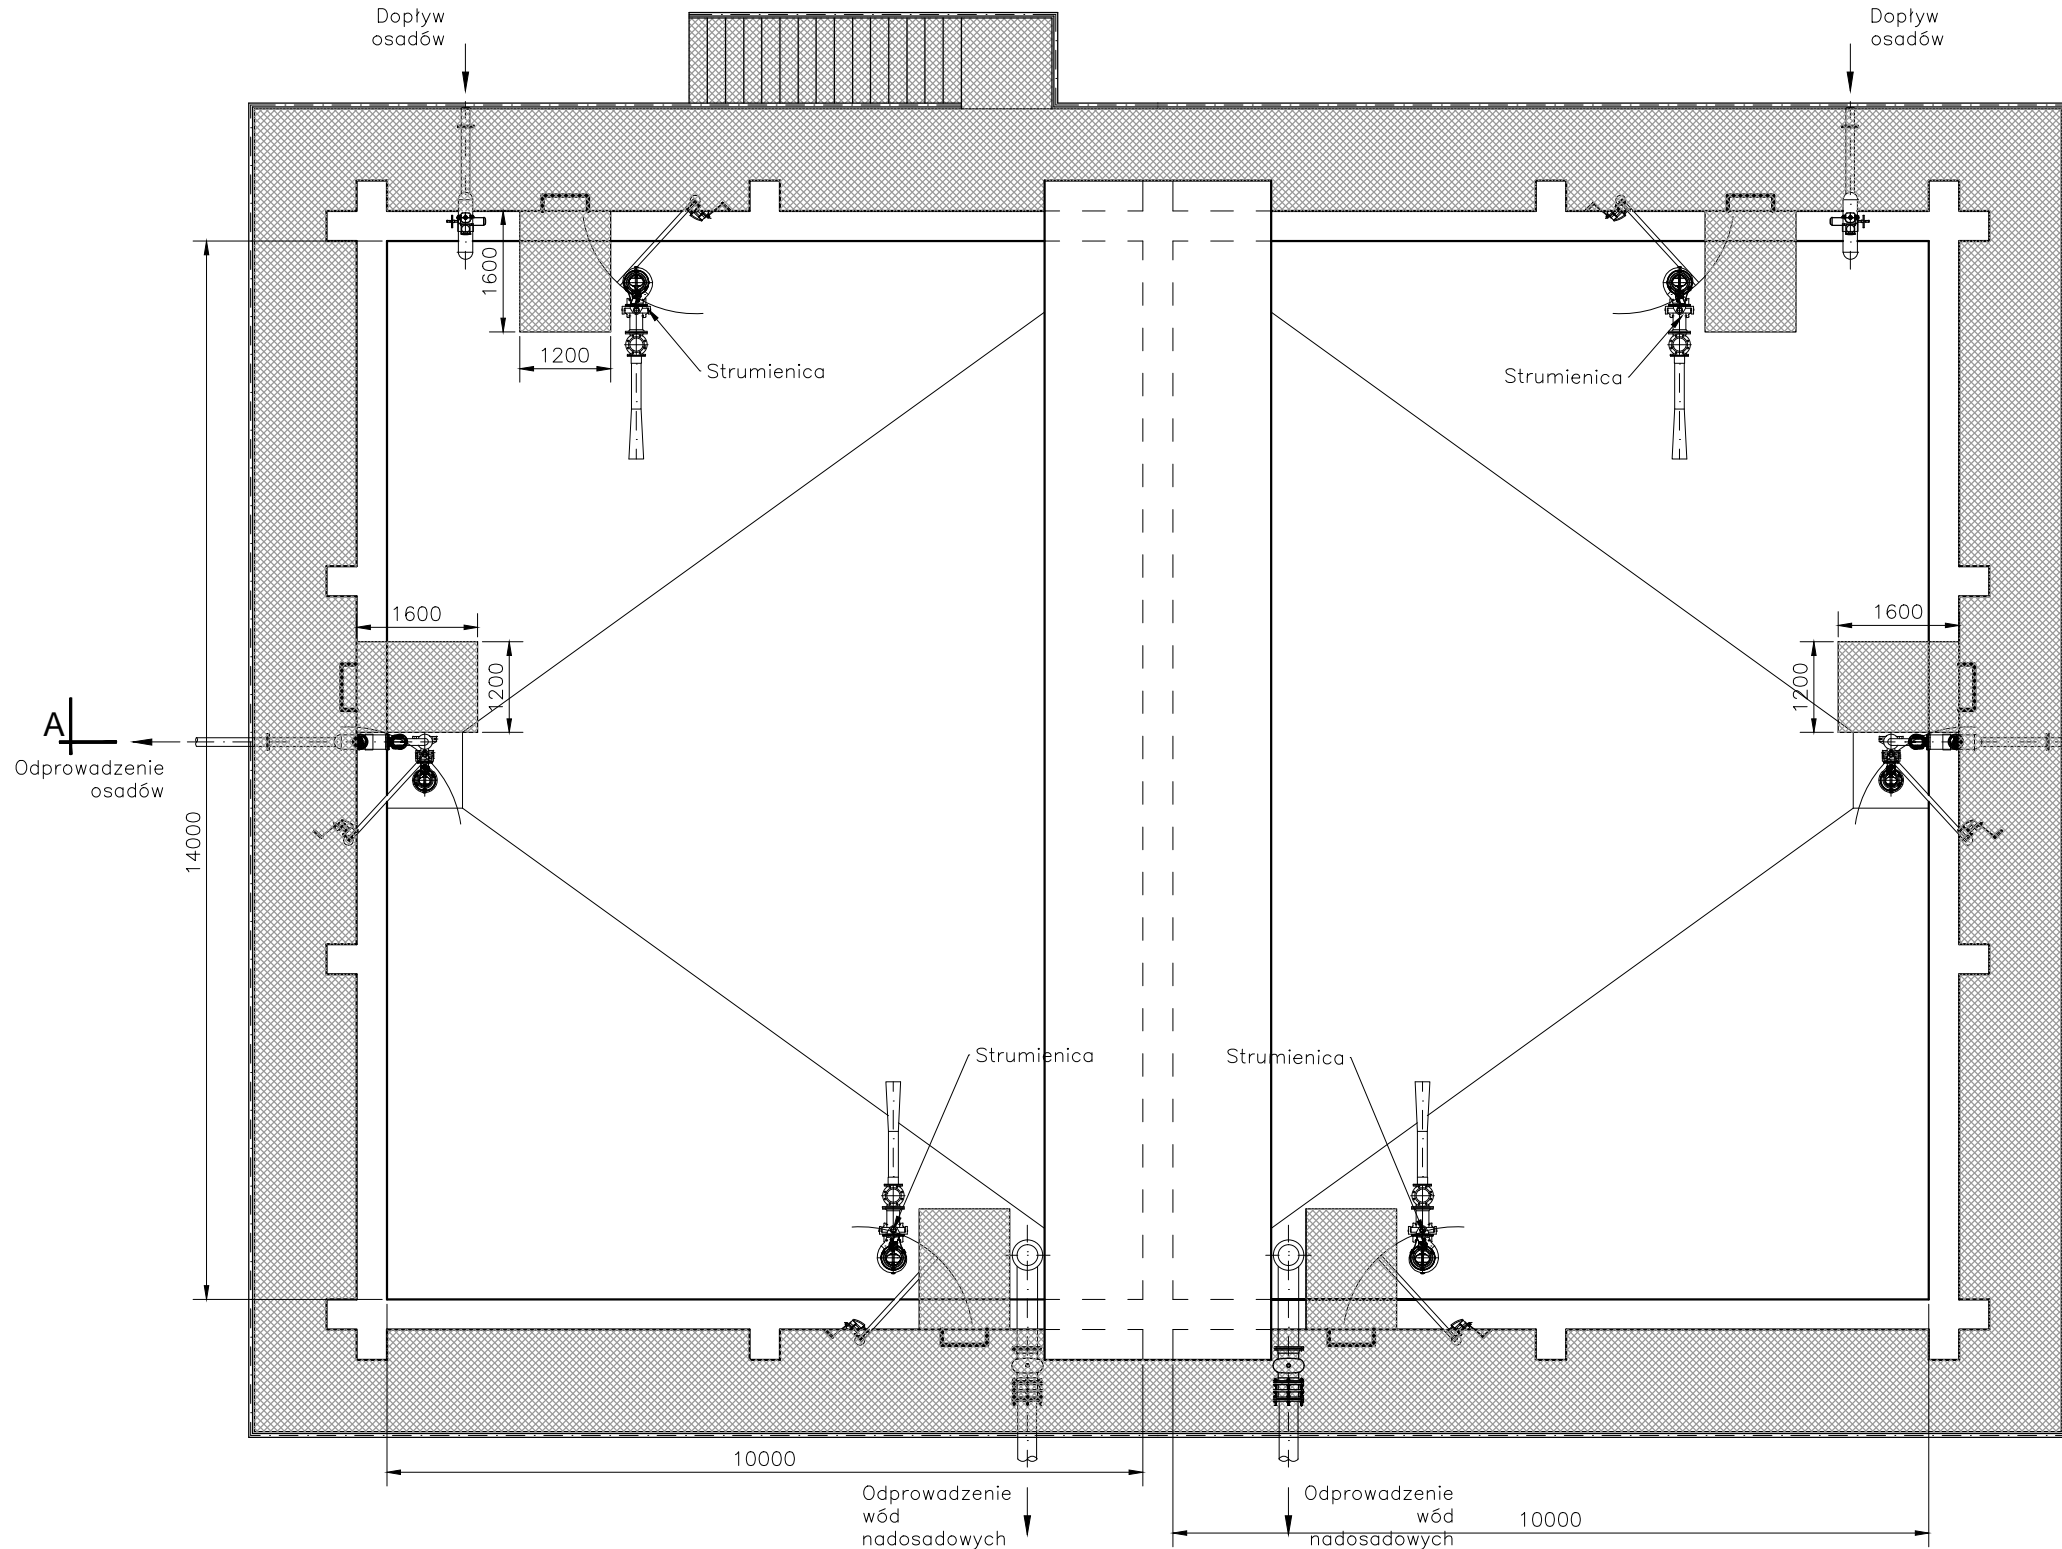 Dopływ
osadów
Dopływ
osadów
1600
1200
Strumienica
Strumienica
1600
1200
1600
1200
A
Odprowadzenie
osadów
14000
Strumienica
Strumienica
10000
Odprowadzenie
wód
nadosadowych
Odprowadzenie
wód
nadosadowych
10000